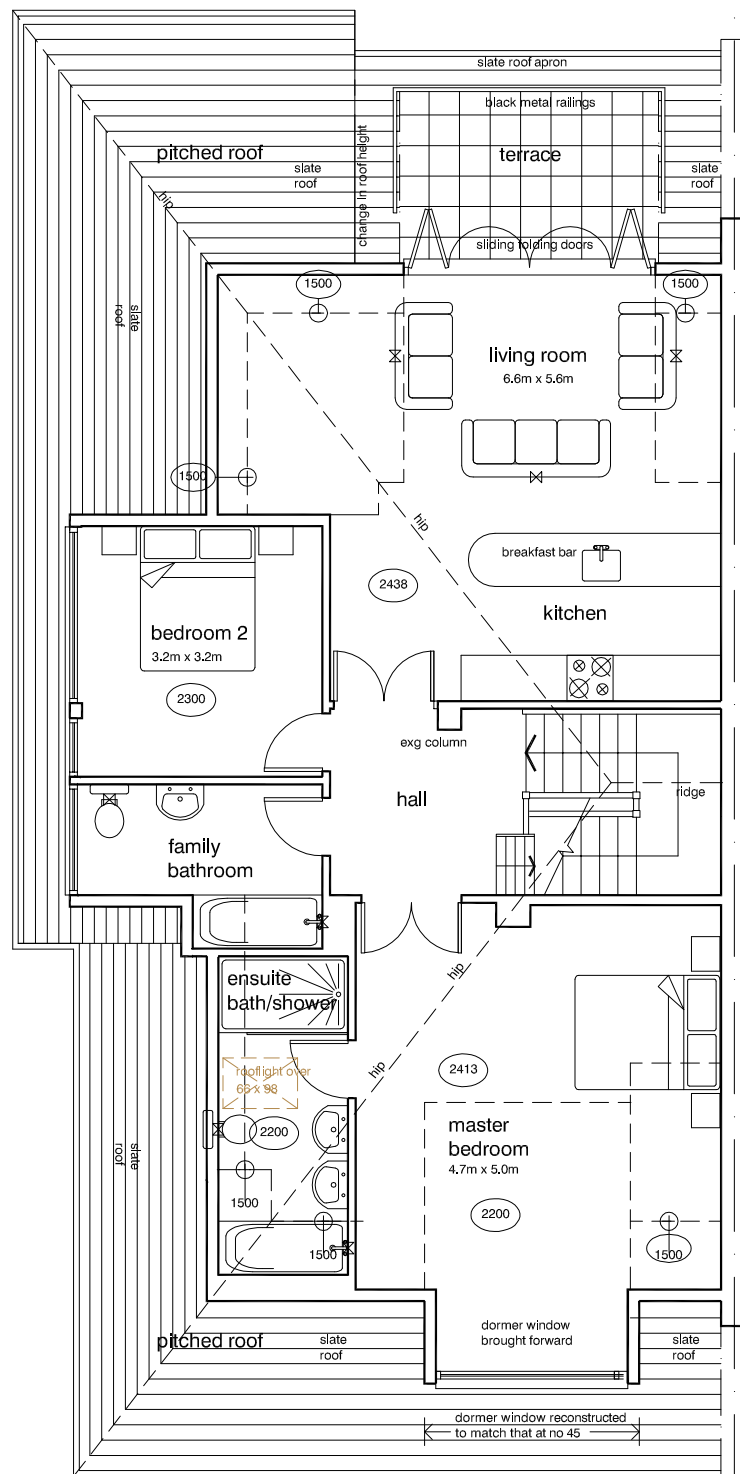 slate roof apron
black metal railings
pitched roof
terrace
slate
roof
slate
roof
hip
change In roof height
sliding folding doors
1500
1500
slate
roof
living room
6.6m x 5.6m
1500
hip
breakfast bar
2438
kitchen
bedroom 2
3.2m x 3.2m
2300
exg column
hall
ridge
family
bathroom
hip
ensuite
bath/shower
hip
rooflight over
66 x 98
2413
2200
master
bedroom
4.7m x 5.0m
slate
roof
1500
2200
1500
1500
dormer window
brought forward
pitched roof
slate
roof
slate
roof
dormer window reconstructed
to match that at no 45